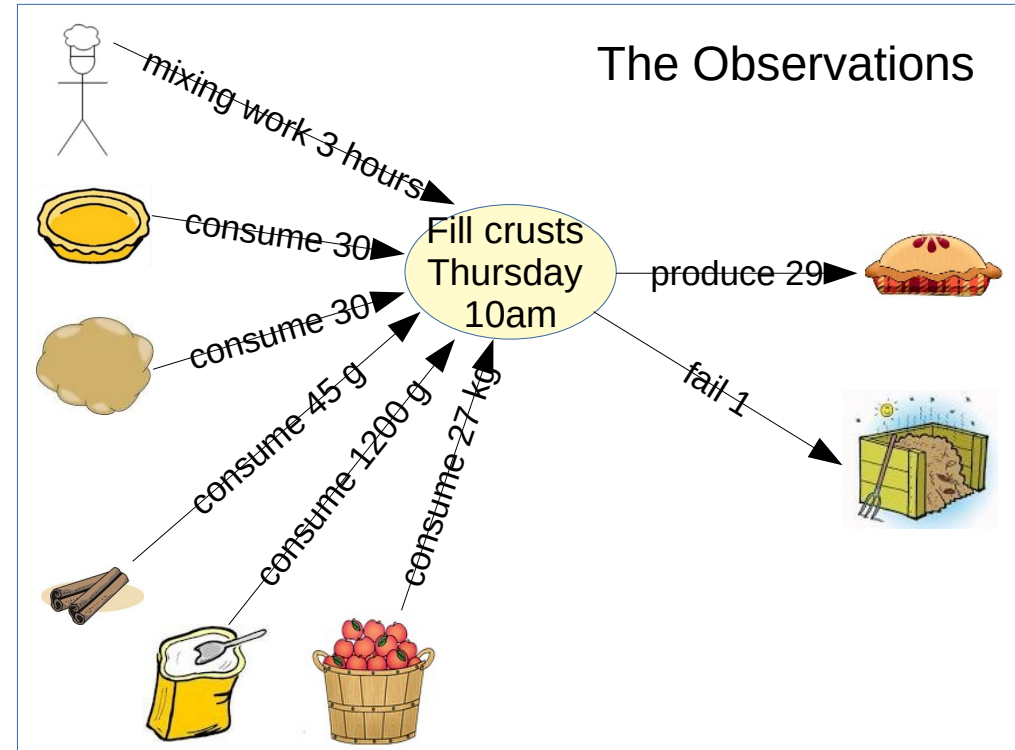 The Observations
mixing work 3 hours
consume 30
consume 30
consume 45 g
consume 1200 g
consume 27 kg
Fill crusts
Thursday
10am
produce 29
fail 1